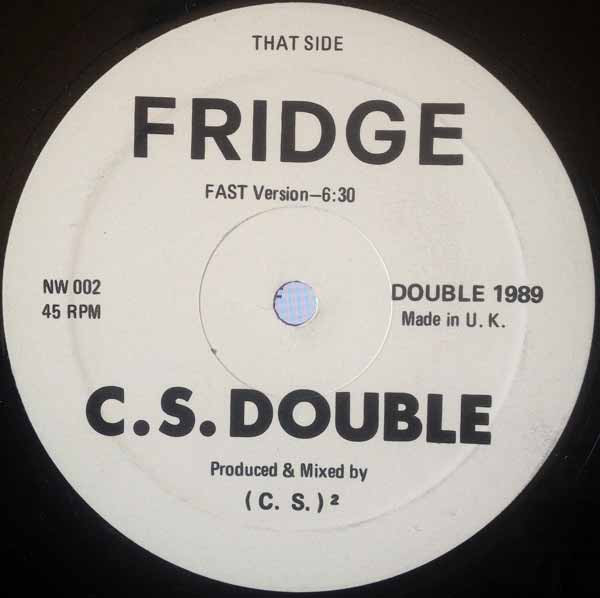 THAT SIDE
FRIDGE
FAST Version—6:30
NW 002
45 RPM
DOUBLE 1989
Made in U. K.
C.S.DOUBLE
Produced & Mixed by
( C. S. ) ²